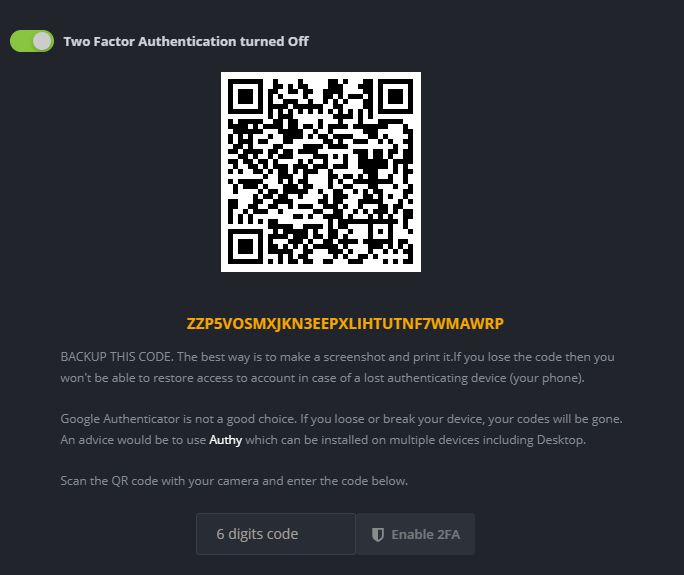 Two Factor Authentication turned Off
ZZP5VOSMXJKN3EEPXLIHTUTNF7WMAWRP
BACKUP THIS CODE. The best way is to make a screenshot and print it.If you lose the code then you
won't be able to restore access to account in case of a lost authenticating device (your phone).
Google Authenticator is not a good choice. If you loose or break your device, your codes will be gone.
An advice would be to use Authy which can be installed on multiple devices including Desktop.
Scan the QR code with your camera and enter the code below.
6 digits code
Enable 2FA